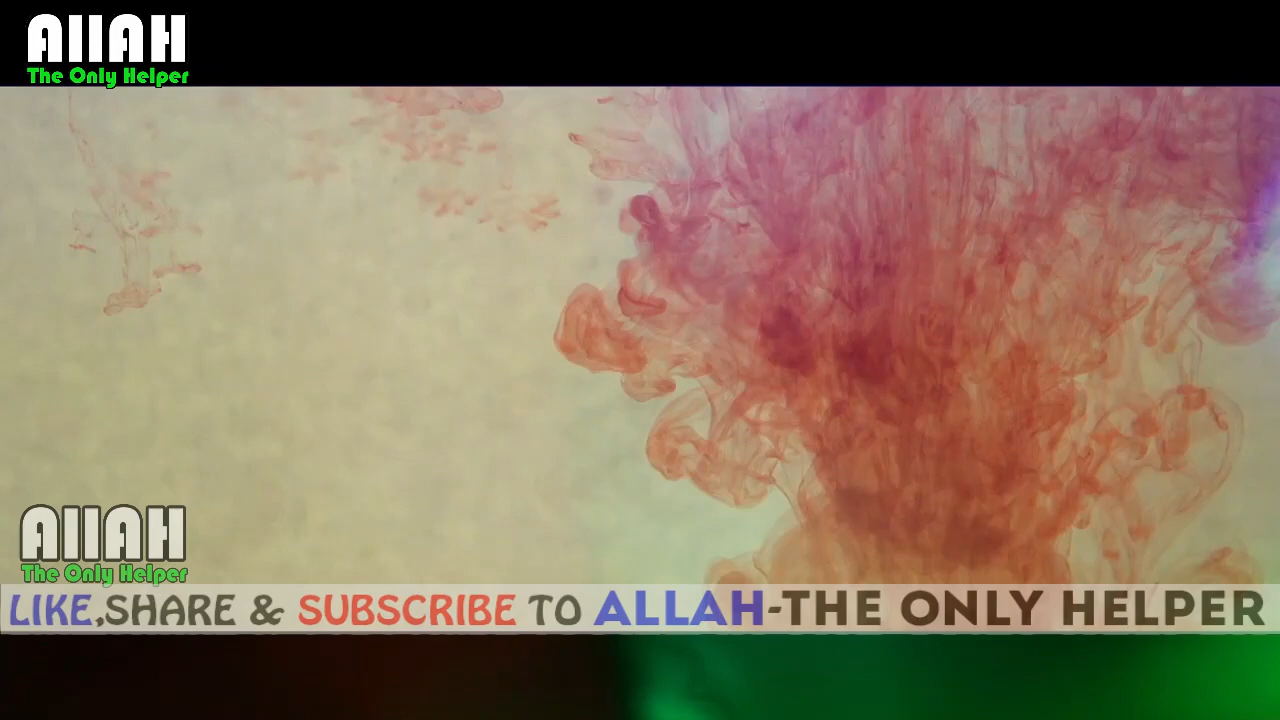 AllAH
The Only Helper
AllAH
The Only Helper
LIKE,SHARE & SUBSCRIBE TO ALLAH-THE ONLY HELPER